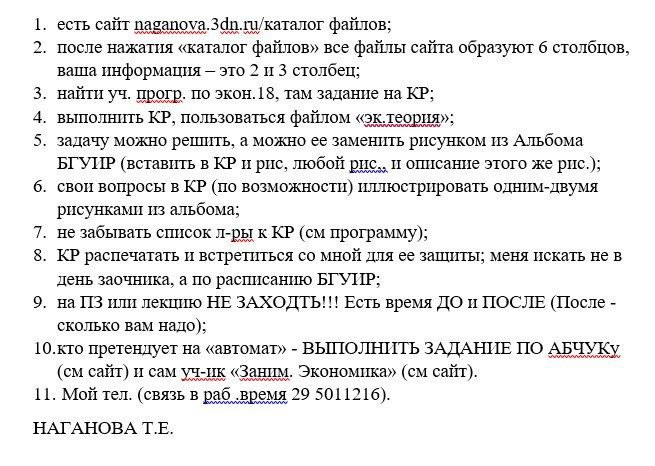 1. есть сайт naganova.3dn.ru/каталог файлов;
2. после нажатия «каталог файлов» все файлы сайта образуют 6 столбцов,
ваша информация – это 2 и 3 столбец;
3. найти уч. прогр. по экон.18, там задание на КР;
4. выполнить КР, пользоваться файлом «эк.теория»;
5. задачу можно решить, а можно ее заменить рисунком из Альбома
БГУИР (вставить в КР и рис, любой рис., и описание этого же рис.);
6. свои вопросы в КР (по возможности) иллюстрировать одним-двумя
рисунками из альбома;
7. не забывать список л-ры к КР (см программу);
8. КР распечатать и встретиться со мной для ее защиты; меня искать не в
день заочника, а по расписанию БГУИР;
9. на ПЗ или лекцию НЕ ЗАХОДТЬ!!! Есть время ДО и ПОСЛЕ (После -
сколько вам надо);
10.кто претендует на «автомат» - ВЫПОЛНИТЬ ЗАДАНИЕ ПО АБЧУКу
(см сайт) и сам уч-ик «Заним. Экономика» (см сайт).
11. Мой тел. (связь в раб .время 29 5011216).
НАГАНОВА Т.Е.